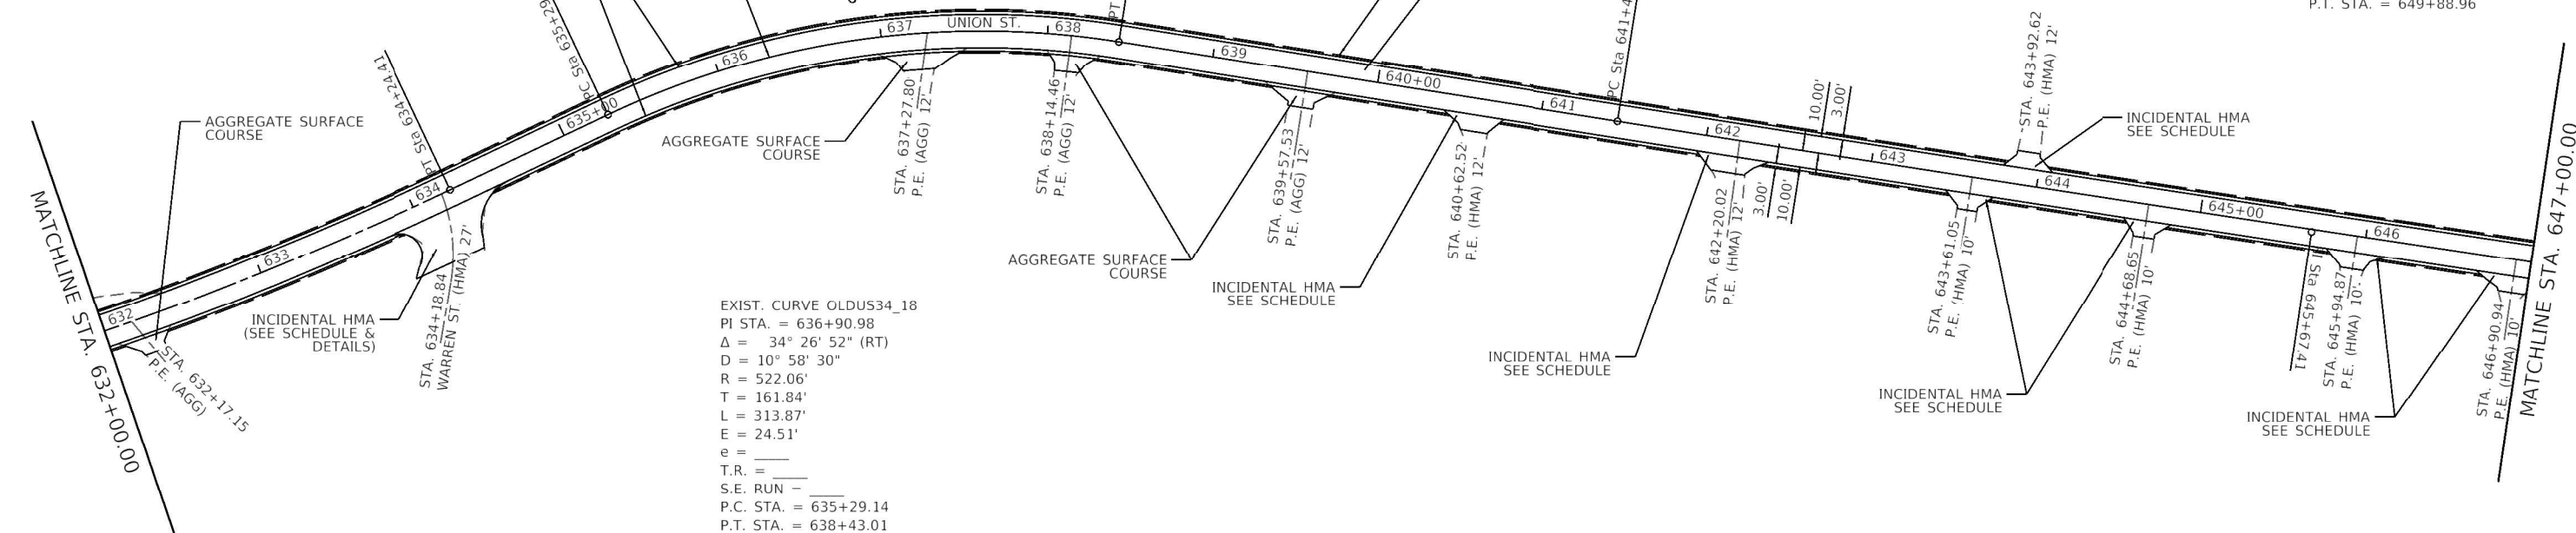 P.T. STA. = 649+88.96
MATCHLINE STA. 632+00.00
AGGREGATE SURFACE
COURSE
632
633
634
635+00
636
637
UNION ST.
638
639
640+00
641
642
643
644
645+00
646
PT Sta 634+24.41
PC Sta 635+29
PT
PC Sta 641+4
STA. 632+17.15
P.E. (AGG)
INCIDENTAL HMA
(SEE SCHEDULE &
DETAILS)
STA. 634+18.84
WARREN ST. (HMA) 27'
AGGREGATE SURFACE
COURSE
STA. 637+27.80
P.E. (AGG) 12'
STA. 638+14.46
P.E. (AGG) 12'
AGGREGATE SURFACE
COURSE
STA. 639+57.53
P.E. (AGG) 12'
INCIDENTAL HMA
SEE SCHEDULE
STA. 640+62.52
P.E. (HMA) 12'
INCIDENTAL HMA
SEE SCHEDULE
STA. 642+20.02
P.E. (HMA) 12'
3.00'
10.00'
10.00'
3.00'
STA. 643+92.62
P.E. (HMA) 12'
INCIDENTAL HMA
SEE SCHEDULE
STA. 643+61.05
P.E. (HMA) 10'
INCIDENTAL HMA
SEE SCHEDULE
STA. 644+68.65
P.E. (HMA) 10'
I Sta 645+67.41
STA. 645+94.87
P.E. (HMA) 10'
INCIDENTAL HMA
SEE SCHEDULE
STA. 646+90.94
P.E. (HMA) 10'
MATCHLINE STA. 647+00.00
EXIST. CURVE OLDUS34_18
PI STA. = 636+90.98
Δ = 34° 26' 52" (RT)
D = 10° 58' 30"
R = 522.06'
T = 161.84'
L = 313.87'
E = 24.51'
e = ____
T.R. = ____
S.E. RUN - ____
P.C. STA. = 635+29.14
P.T. STA. = 638+43.01